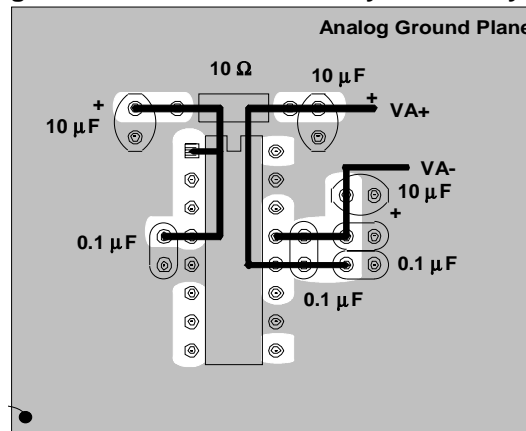 Analog Ground Plane
10 Ω
10 µF
+
+
VA+
10 µF
VA-
10 µF
+
0.1 µF
0.1 µF
0.1 µF